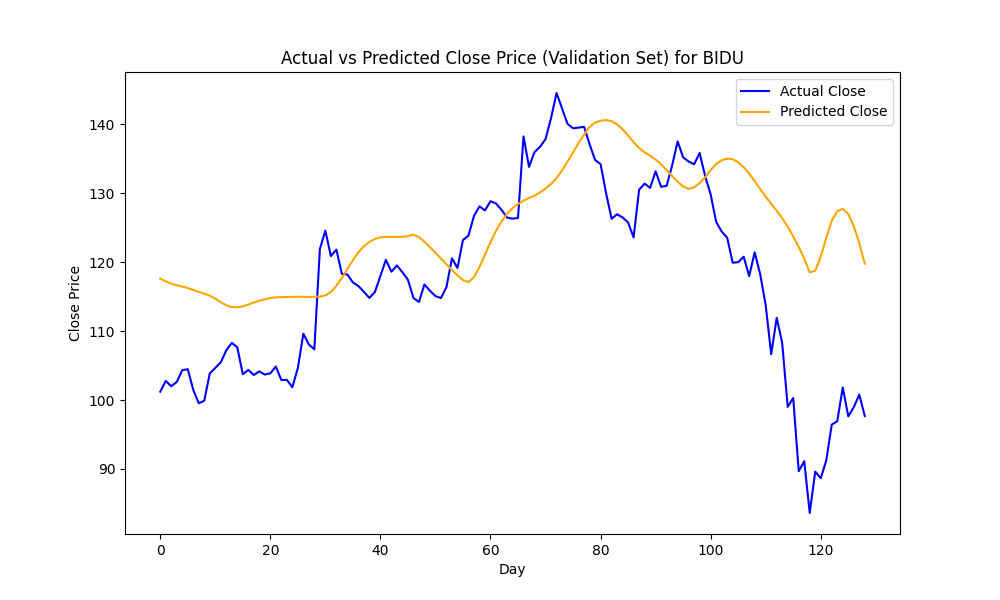 Actual vs Predicted Close Price (Validation Set) for BIDU
Actual Close
Predicted Close
Close Price
140
130
120
110
100
90
0 20 40 60 80 100 120
Day